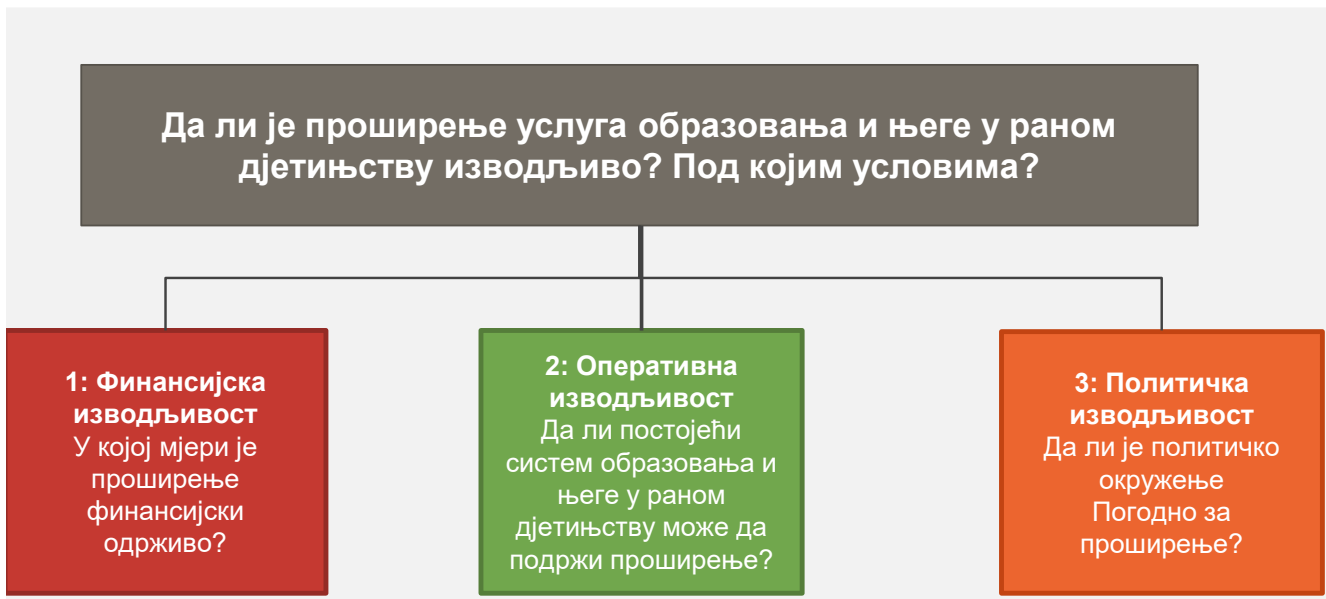 Да ли је проширење услуга образовања и његе у раном
дјетињству изводљиво? Под којим условима?
1: Финансијска
изводљивост
У којој мјери је
проширење
финансијски
одрживо?
2: Оперативна
изводљивост
Да ли постојећи
систем образовања и
његе у раном
дјетињству може да
подржи проширење?
3: Политичка
изводљивост
Да ли је политичко
окружење
Погодно за
проширење?